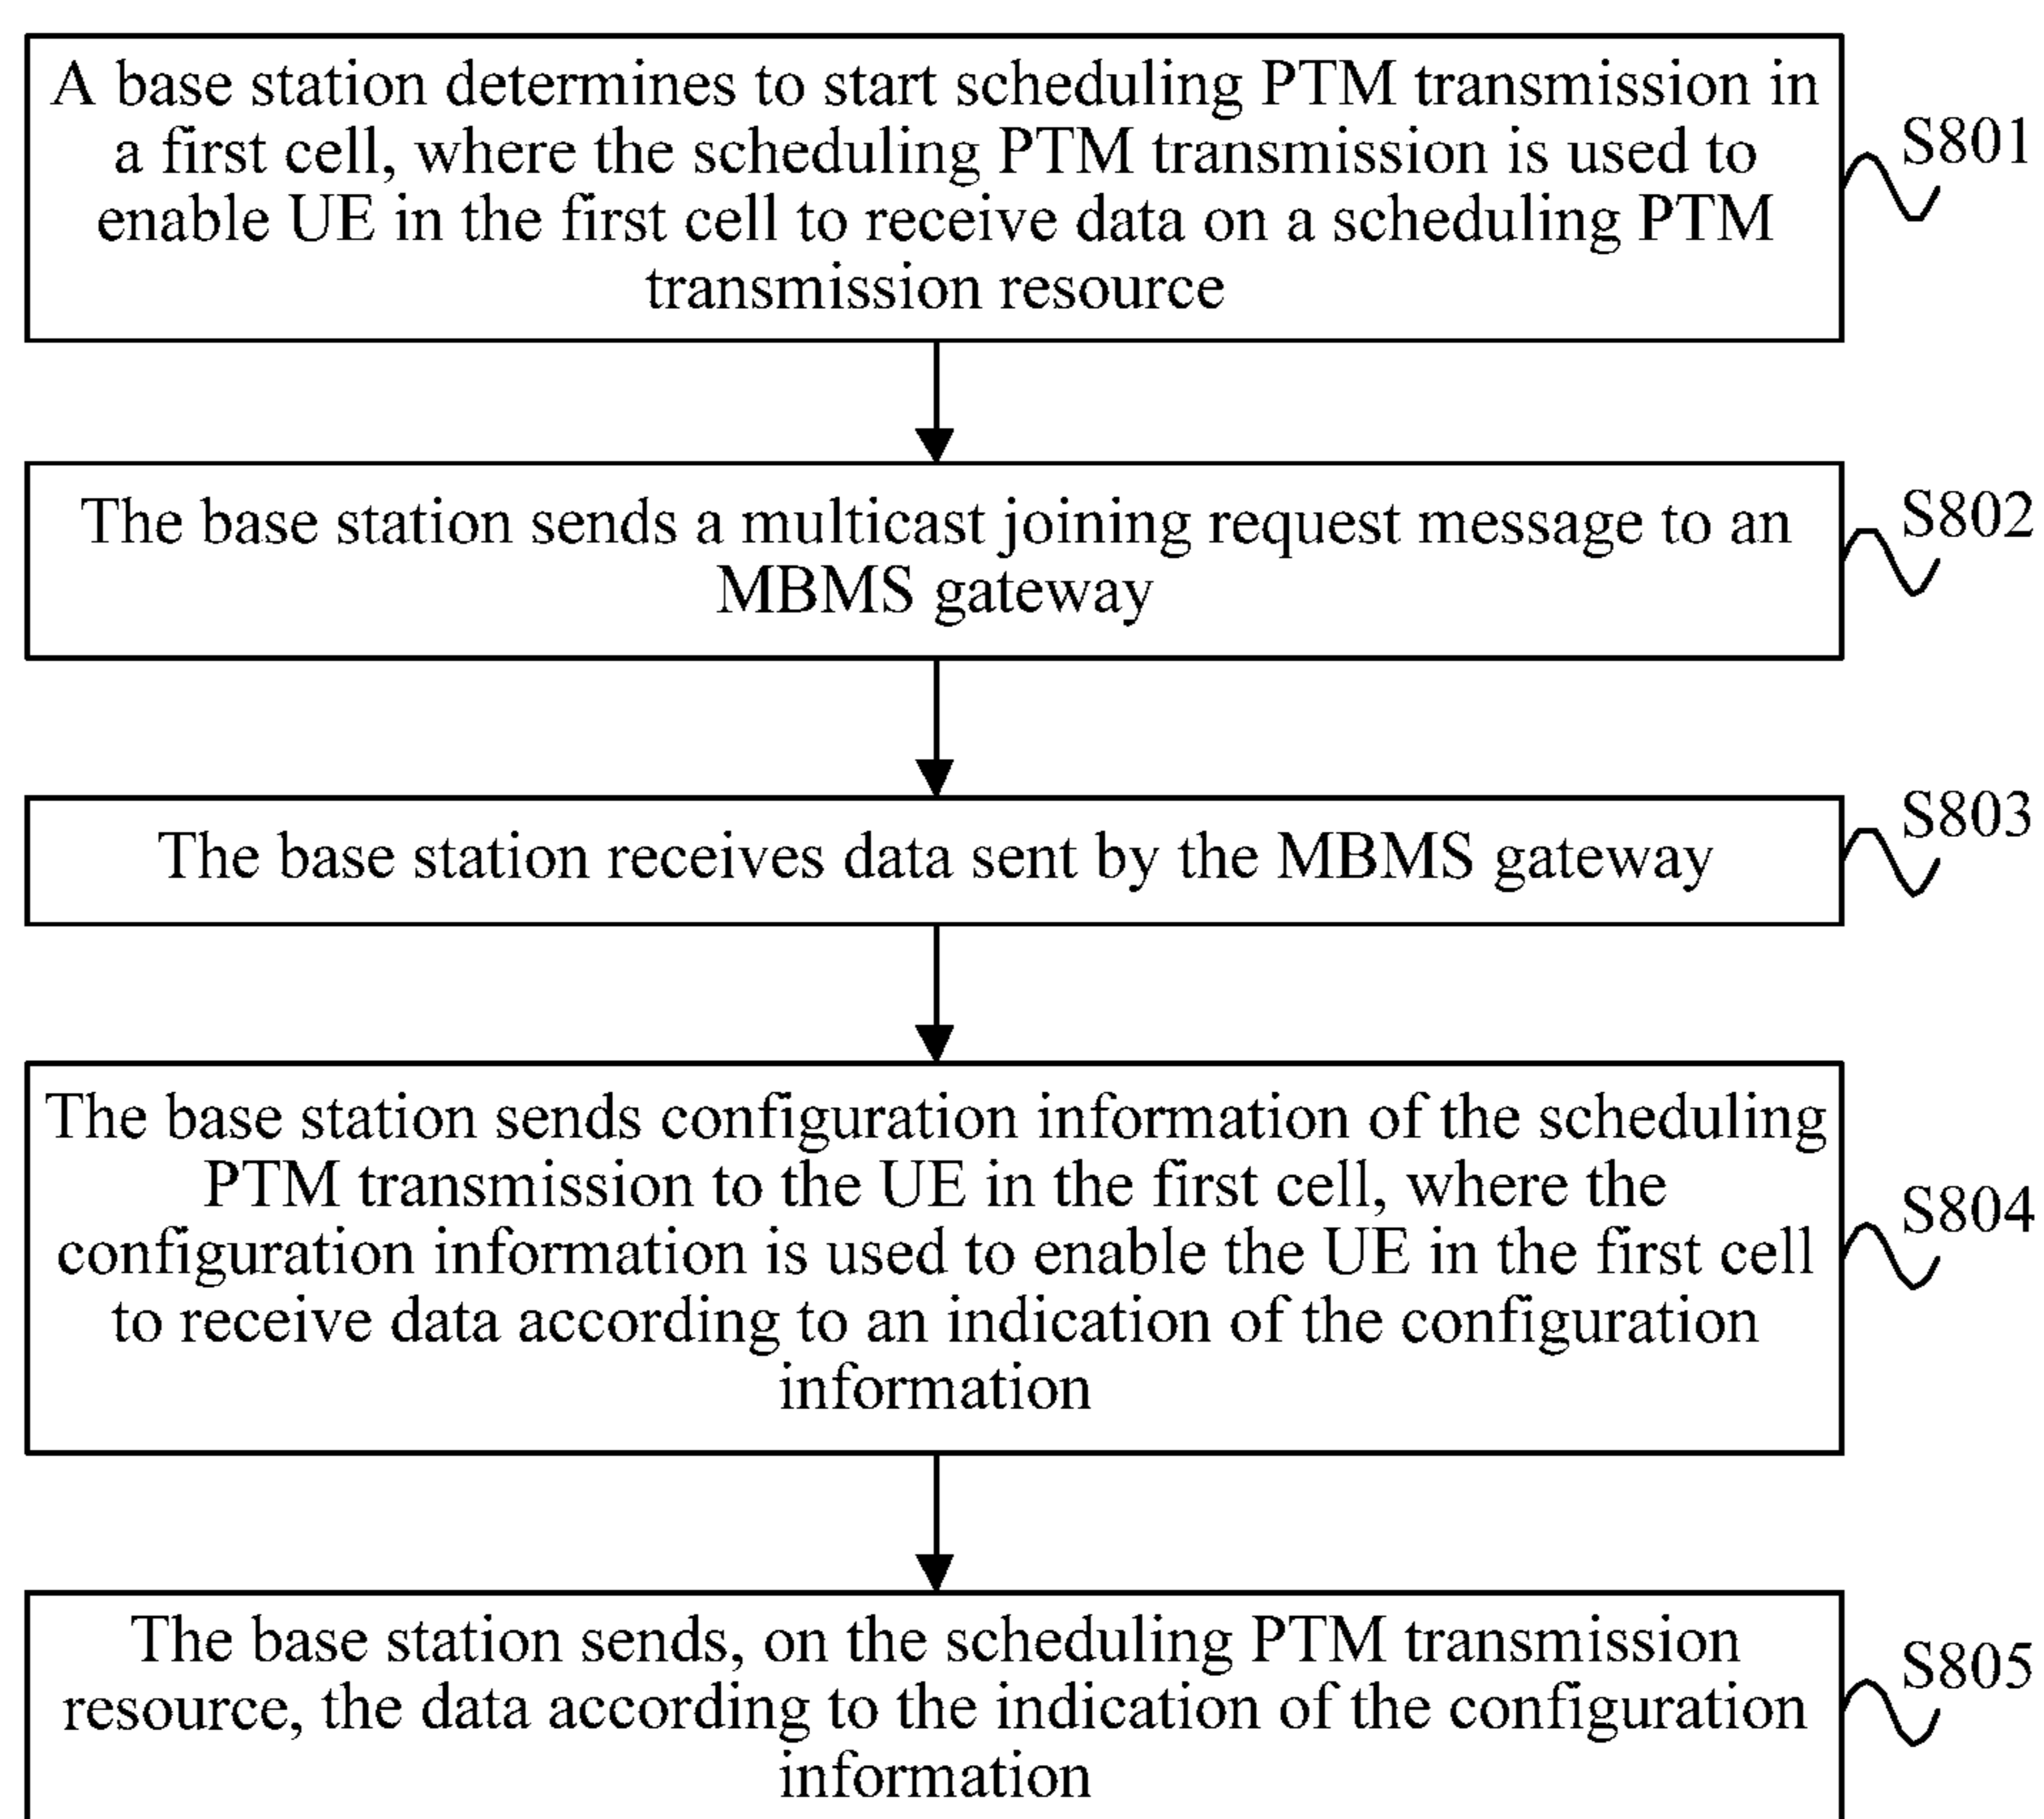 A base station determines to start scheduling PTM transmission in
a first cell, where the scheduling PTM transmission is used to
enable UE in the first cell to receive data on a scheduling PTM
transmission resource
S801
The base station sends a multicast joining request message to an
MBMS gateway
S802
The base station receives data sent by the MBMS gateway
S803
The base station sends configuration information of the scheduling
PTM transmission to the UE in the first cell, where the
configuration information is used to enable the UE in the first cell
to receive data according to an indication of the configuration
information
S804
The base station sends, on the scheduling PTM transmission
resource, the data according to the indication of the configuration
information
S805